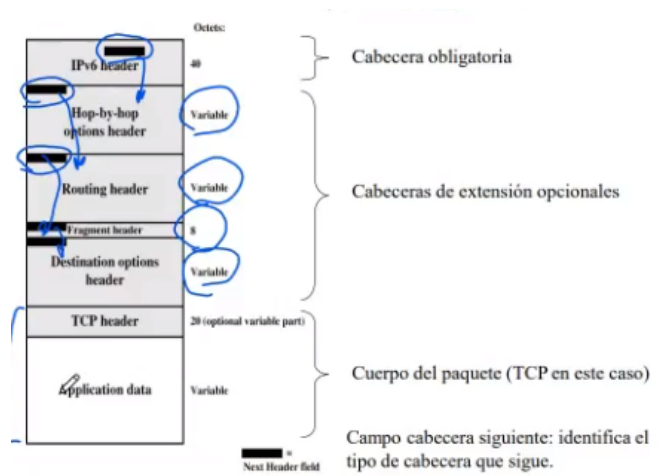 Octets:
IPv6 header
40
Cabecera obligatoria
Hop-by-hop
options header
Variable
Routing header
Variable
Cabeceras de extensión opcionales
Fragment header
8
Destination options
header
Variable
TCP header
20 (optional variable part)
Application data
Variable
Cuerpo del paquete (TCP en este caso)
=
Next Header field
Campo cabecera siguiente: identifica el
tipo de cabecera que sigue.